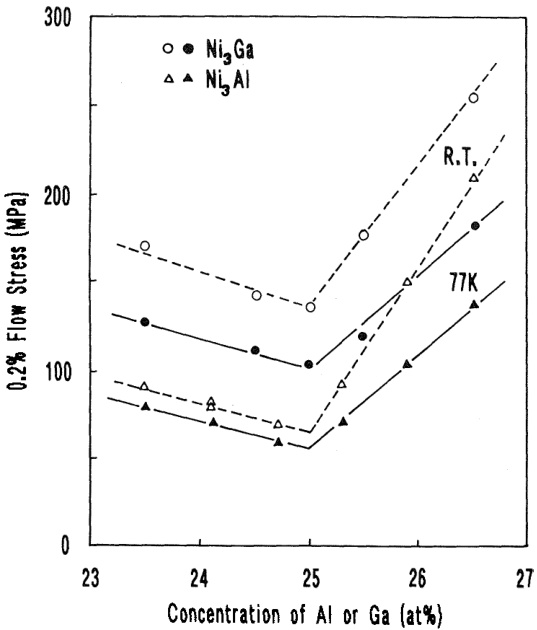 300
○ ● Ni₃Ga
△ ▲ Ni₃Al
R.T.
200
77K
100
0
0.2% Flow Stress (MPa)
23 24 25 26 27
Concentration of Al or Ga (at%)